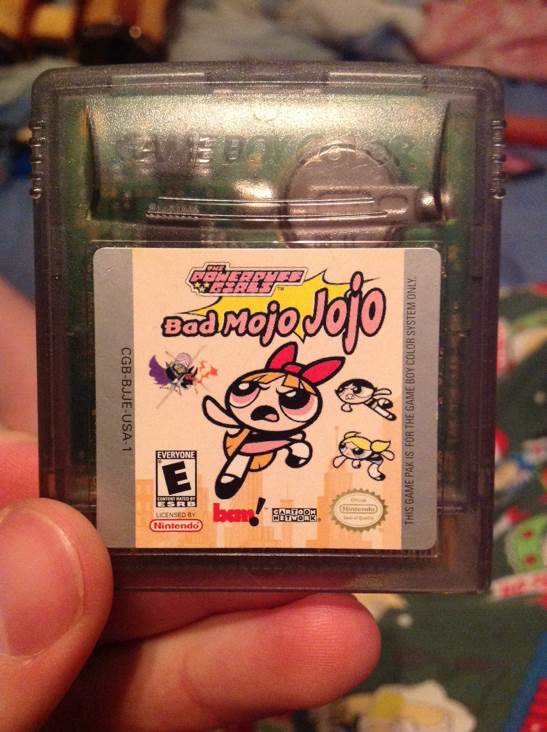 GAME BOY COLOR
THE
POWERPUFF
GIRLS™
Bad Mojo Jojo
CGB-BJJE-USA-1
THIS GAME PAK IS FOR THE GAME BOY COLOR SYSTEM ONLY.
EVERYONE
E
CONTENT RATED BY
ESRB
LICENSED BY
Nintendo
bam!
CARTOON
NETWORK
Official
Nintendo
Seal of Quality